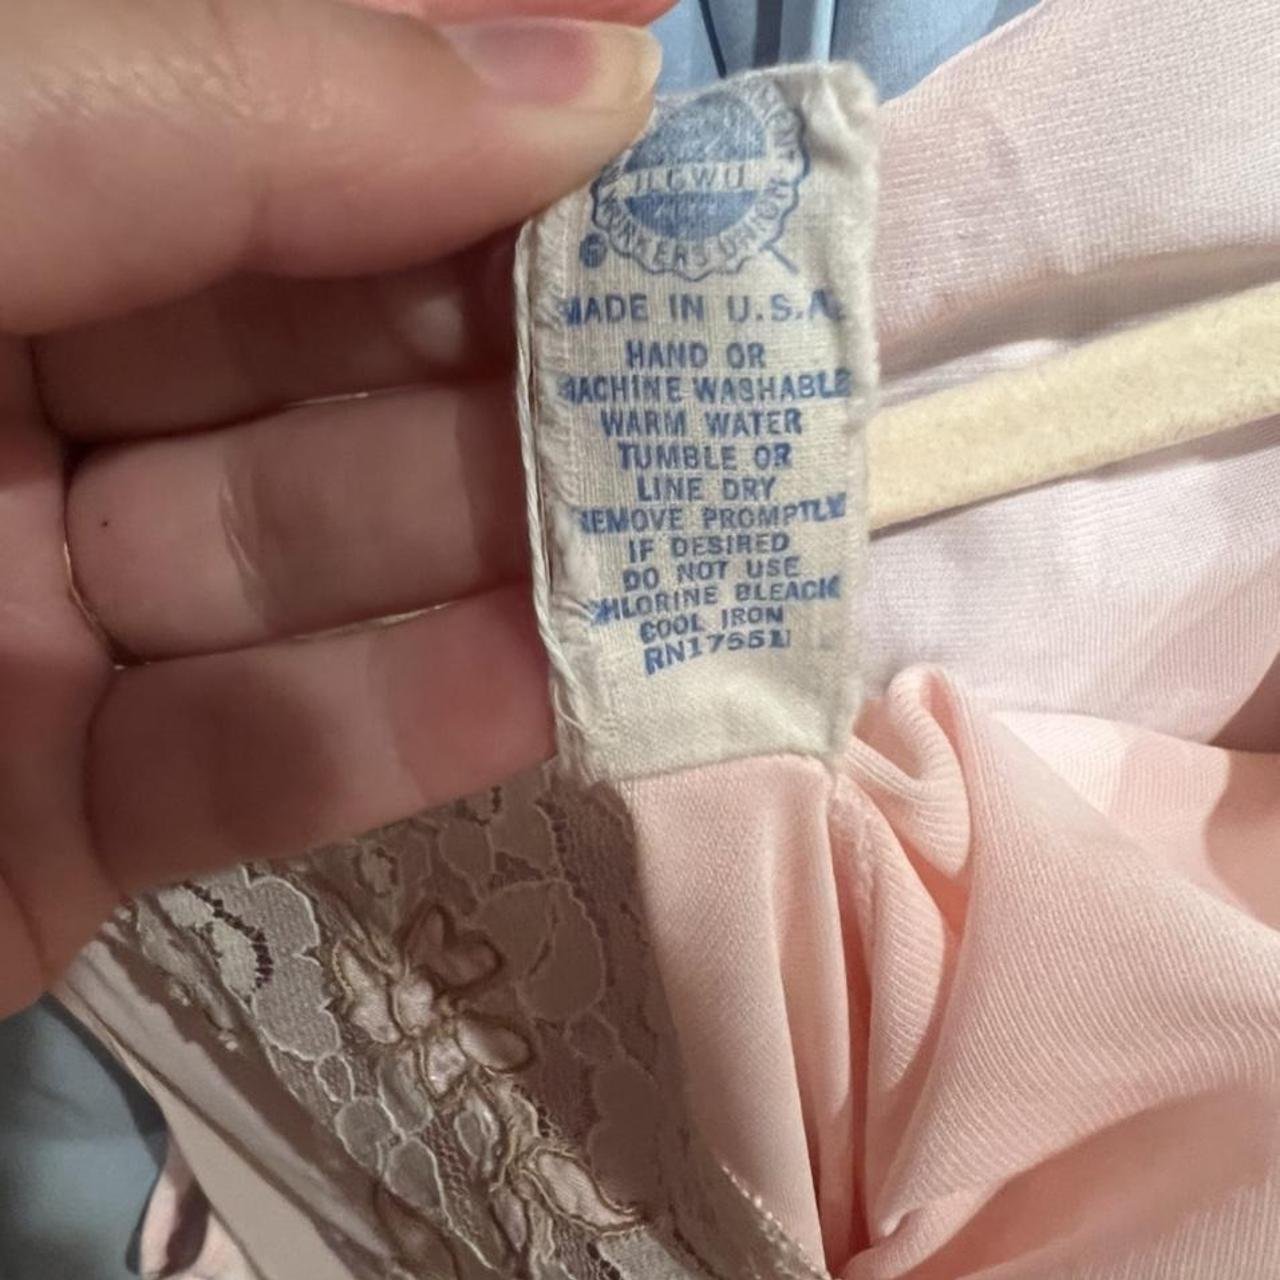 ILGWU
WORKERS UNION
MADE IN U.S.A.
HAND OR
MACHINE WASHABLE
WARM WATER
TUMBLE OR
LINE DRY
REMOVE PROMPTLY
IF DESIRED
DO NOT USE
CHLORINE BLEACH
COOL IRON